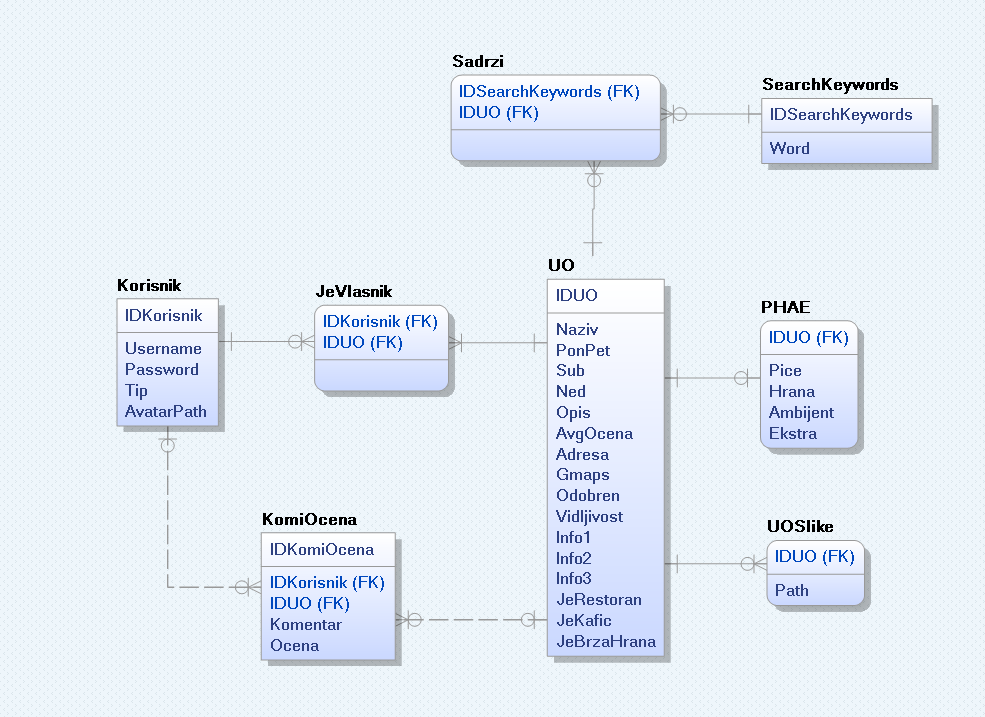 Sadrzi
IDSearchKeywords (FK)
IDUO (FK)
SearchKeywords
IDSearchKeywords
Word
Korisnik
IDKorisnik
Username
Password
Tip
AvatarPath
JeVlasnik
IDKorisnik (FK)
IDUO (FK)
UO
IDUO
Naziv
PonPet
Sub
Ned
Opis
AvgOcena
Adresa
Gmaps
Odobren
Vidljivost
Info1
Info2
Info3
JeRestoran
JeKafic
JeBrzaHrana
PHAE
IDUO (FK)
Pice
Hrana
Ambijent
Ekstra
KomiOcena
IDKomiOcena
IDKorisnik (FK)
IDUO (FK)
Komentar
Ocena
UOSlike
IDUO (FK)
Path